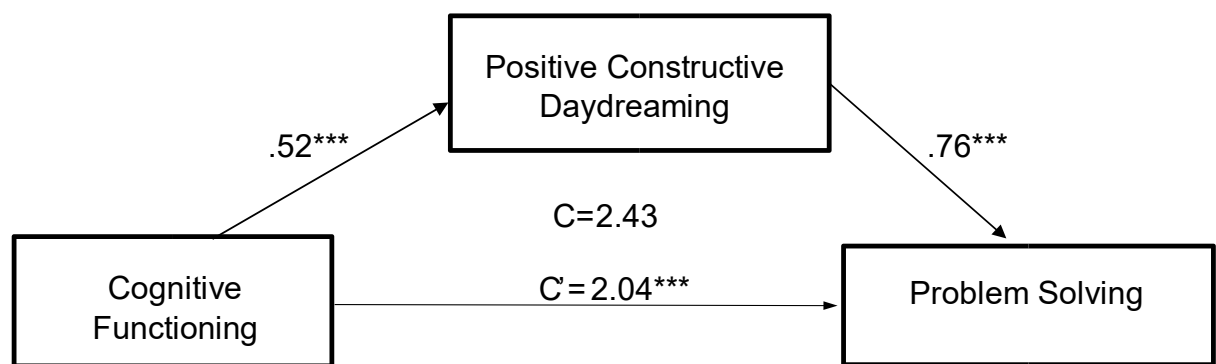 Positive Constructive
Daydreaming
.52***
.76***
C=2.43
Cognitive
Functioning
C'= 2.04***
Problem Solving